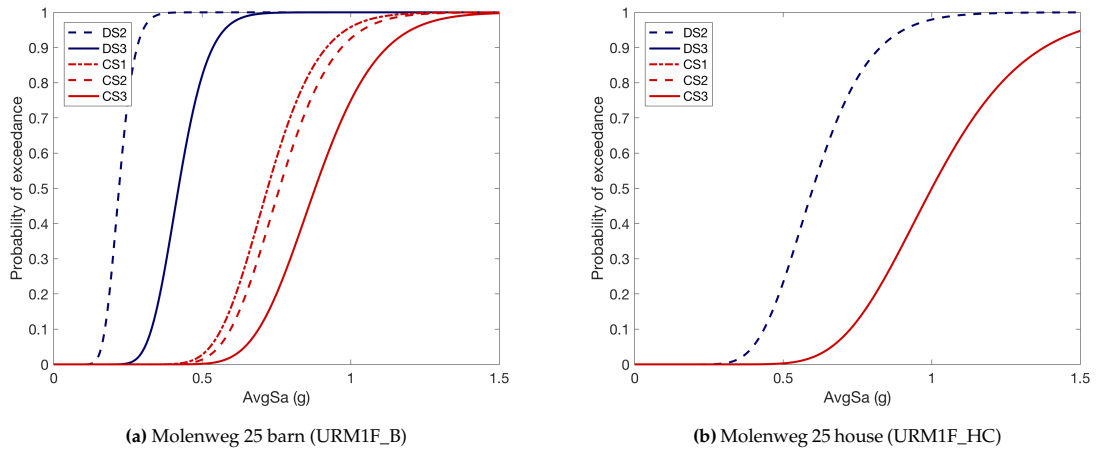 1
0.9
0.8
0.7
0.6
0.5
0.4
0.3
0.2
0.1
0
Probability of exceedance
DS2
DS3
CS1
CS2
CS3
0 0.5 1 1.5
AvgSa (g)
(a) Molenweg 25 barn (URM1F_B)
1
0.9
0.8
0.7
0.6
0.5
0.4
0.3
0.2
0.1
0
Probability of exceedance
DS2
DS3
CS1
CS2
CS3
0 0.5 1 1.5
AvgSa (g)
(b) Molenweg 25 house (URM1F_HC)